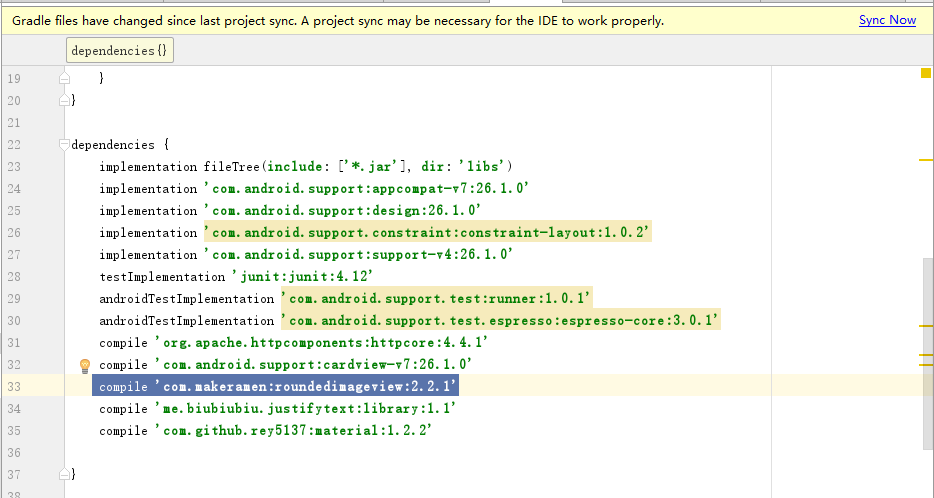 Gradle files have changed since last project sync. A project sync may be necessary for the IDE to work properly. Sync Now
dependencies{}
19 }
20 }
21
22 dependencies {
23 implementation fileTree(include: ['*.jar'], dir: 'libs')
24 implementation 'com.android.support:appcompat-v7:26.1.0'
25 implementation 'com.android.support:design:26.1.0'
26 implementation 'com.android.support.constraint:constraint-layout:1.0.2'
27 implementation 'com.android.support:support-v4:26.1.0'
28 testImplementation 'junit:junit:4.12'
29 androidTestImplementation 'com.android.support.test:runner:1.0.1'
30 androidTestImplementation 'com.android.support.test.espresso:espresso-core:3.0.1'
31 compile 'org.apache.httpcomponents:httpcore:4.4.1'
32 compile 'com.android.support:cardview-v7:26.1.0'
33 compile 'com.makeramen:roundedimageview:2.2.1'
34 compile 'me.biubiubiu.justifytext:library:1.1'
35 compile 'com.github.rey5137:material:1.2.2'
36
37 }
38